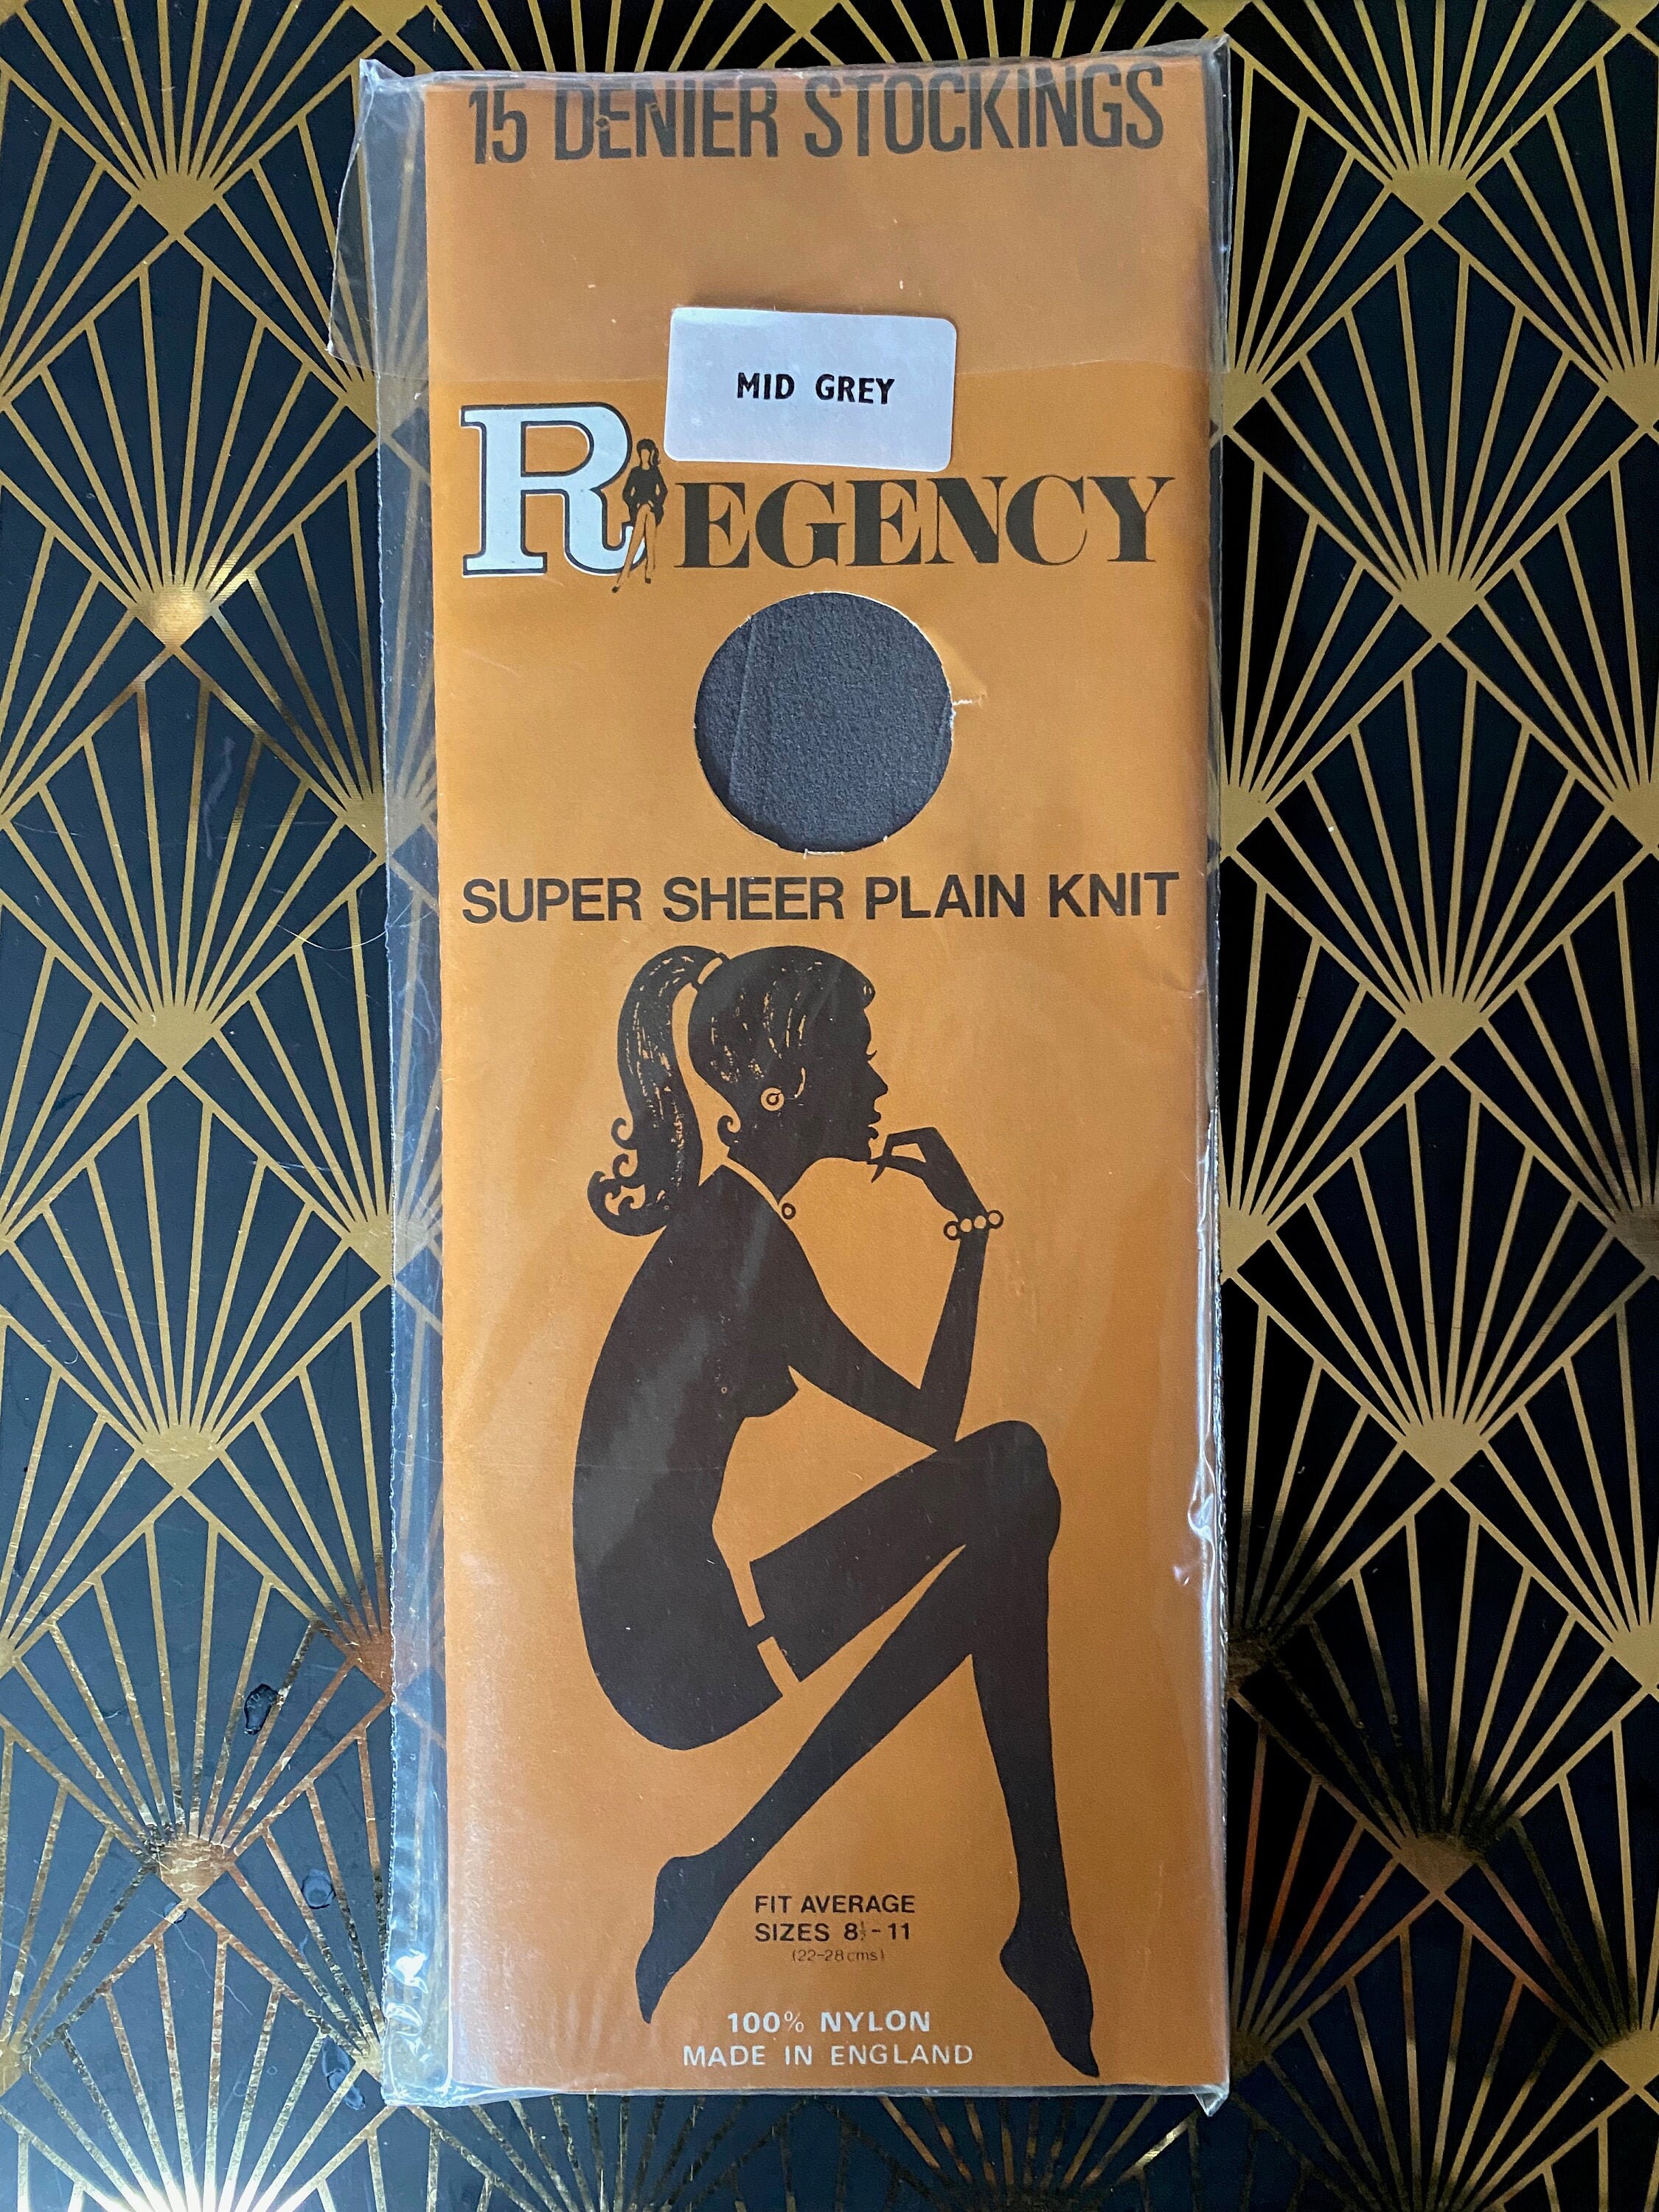 15 DENIER STOCKINGS
MID GREY
REGENCY
SUPER SHEER PLAIN KNIT
FIT AVERAGE
SIZES 8½-11
(22-28cms)
100% NYLON
MADE IN ENGLAND